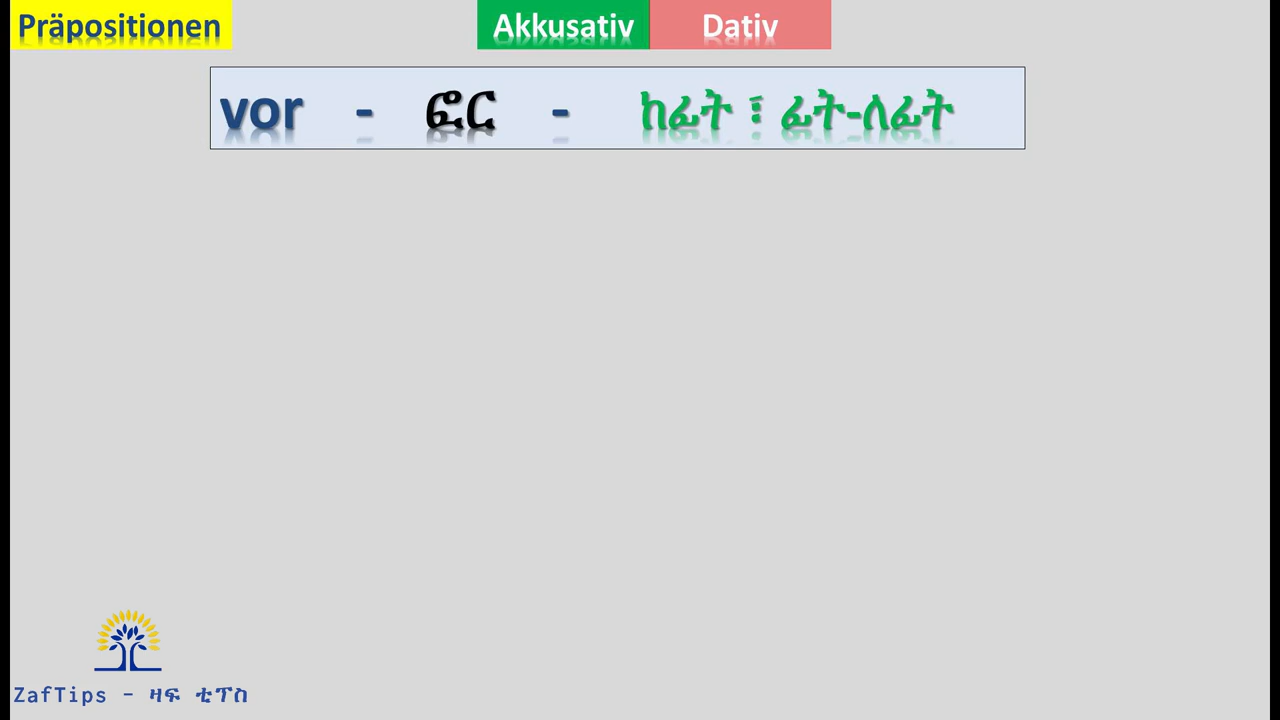 Präpositionen Akkusativ Dativ
vor - ፎር - ከፊት ፣ ፊት-ለፊት
ZafTips - ዛፍ ቲፕስ